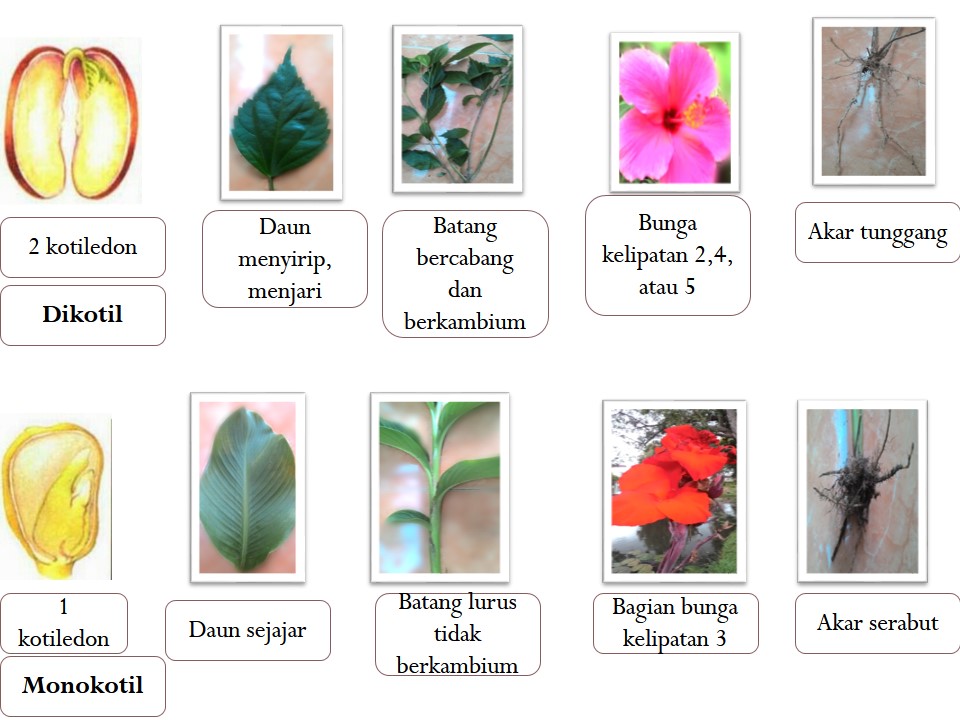 2 kotiledon
Dikotil
Daun
menyirip,
menjari
Batang
bercabang
dan
berkambium
Bunga
kelipatan 2,4,
atau 5
Akar tunggang
1
kotiledon
Monokotil
Daun sejajar
Batang lurus
tidak
berkambium
Bagian bunga
kelipatan 3
Akar serabut